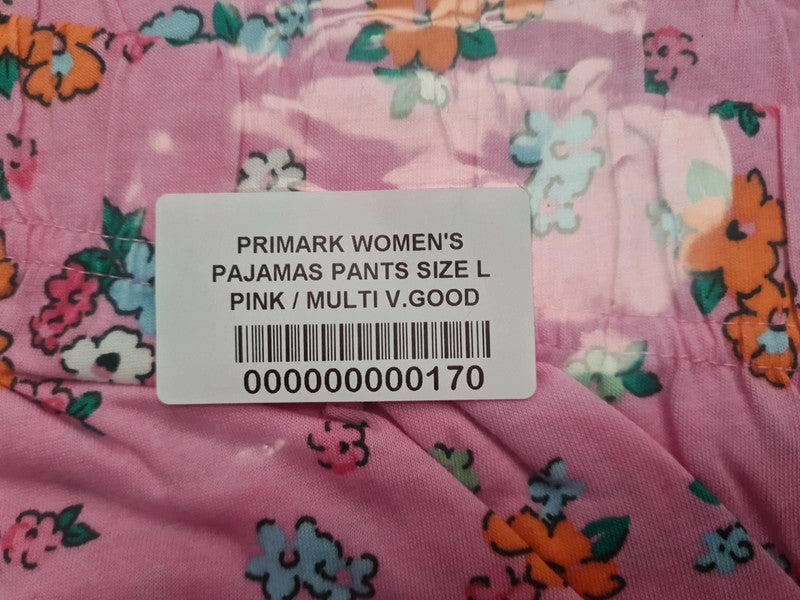 PRIMARK WOMEN'S
PAJAMAS PANTS SIZE L
PINK / MULTI V.GOOD
000000000170